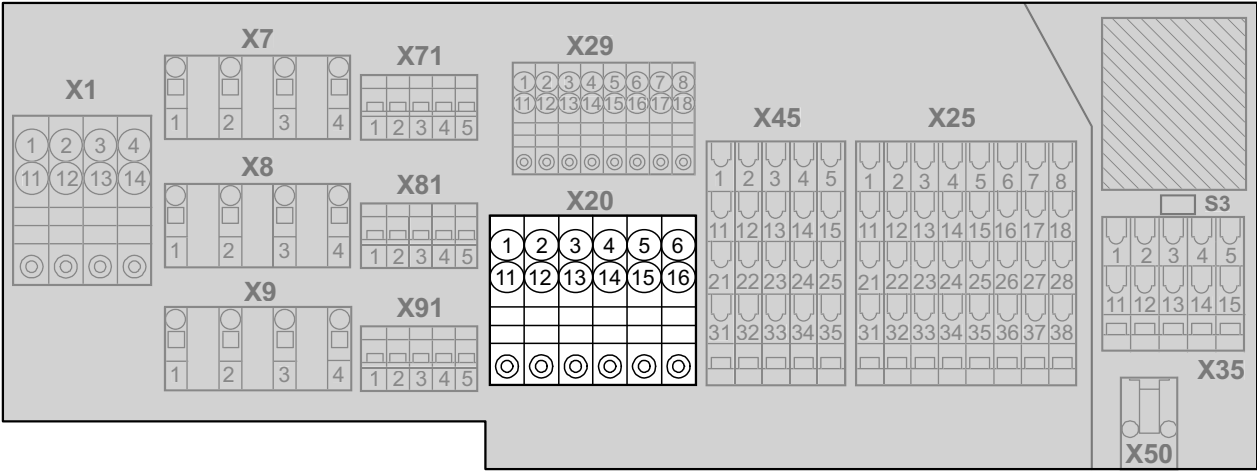 X1
1 2 3 4
11 12 13 14
X7
1 2 3 4
X8
1 2 3 4
X9
1 2 3 4
X71
1 2 3 4 5
X81
1 2 3 4 5
X91
1 2 3 4 5
X29
1 2 3 4 5 6 7 8
11 12 13 14 15 16 17 18
X20
1 2 3 4 5 6
11 12 13 14 15 16
X45
1 2 3 4 5
11 12 13 14 15
21 22 23 24 25
31 32 33 34 35
X25
1 2 3 4 5 6 7 8
11 12 13 14 15 16 17 18
21 22 23 24 25 26 27 28
31 32 33 34 35 36 37 38
S3
1 2 3 4 5
11 12 13 14 15
X35
X50